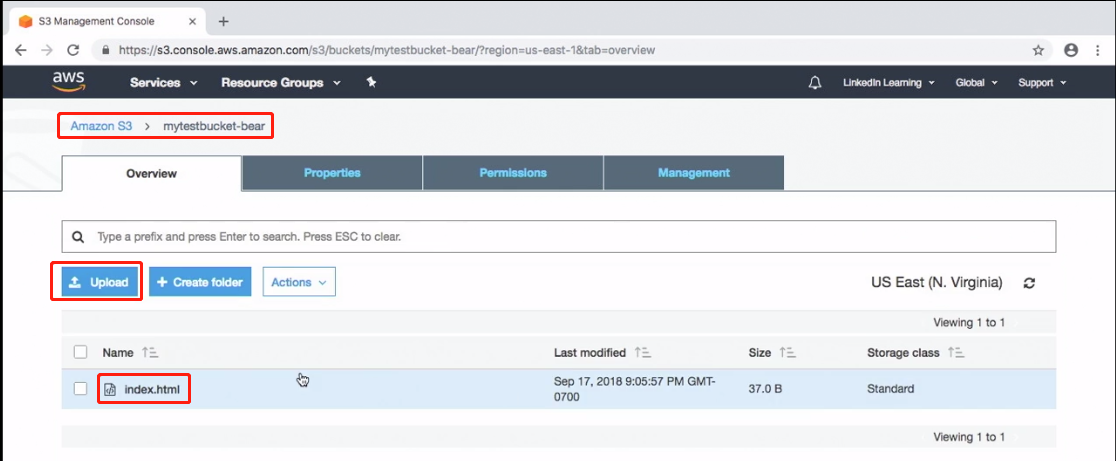 S3 Management Console
https://s3.console.aws.amazon.com/s3/buckets/mytestbucket-bear/?region=us-east-1&tab=overview
aws Services Resource Groups LinkedIn Learning Global Support
Amazon S3 > mytestbucket-bear
Overview Properties Permissions Management
Type a prefix and press Enter to search. Press ESC to clear.
Upload + Create folder Actions US East (N. Virginia)
Viewing 1 to 1
Name Last modified Size Storage class
index.html Sep 17, 2018 9:05:57 PM GMT- 37.0 B Standard
0700
Viewing 1 to 1